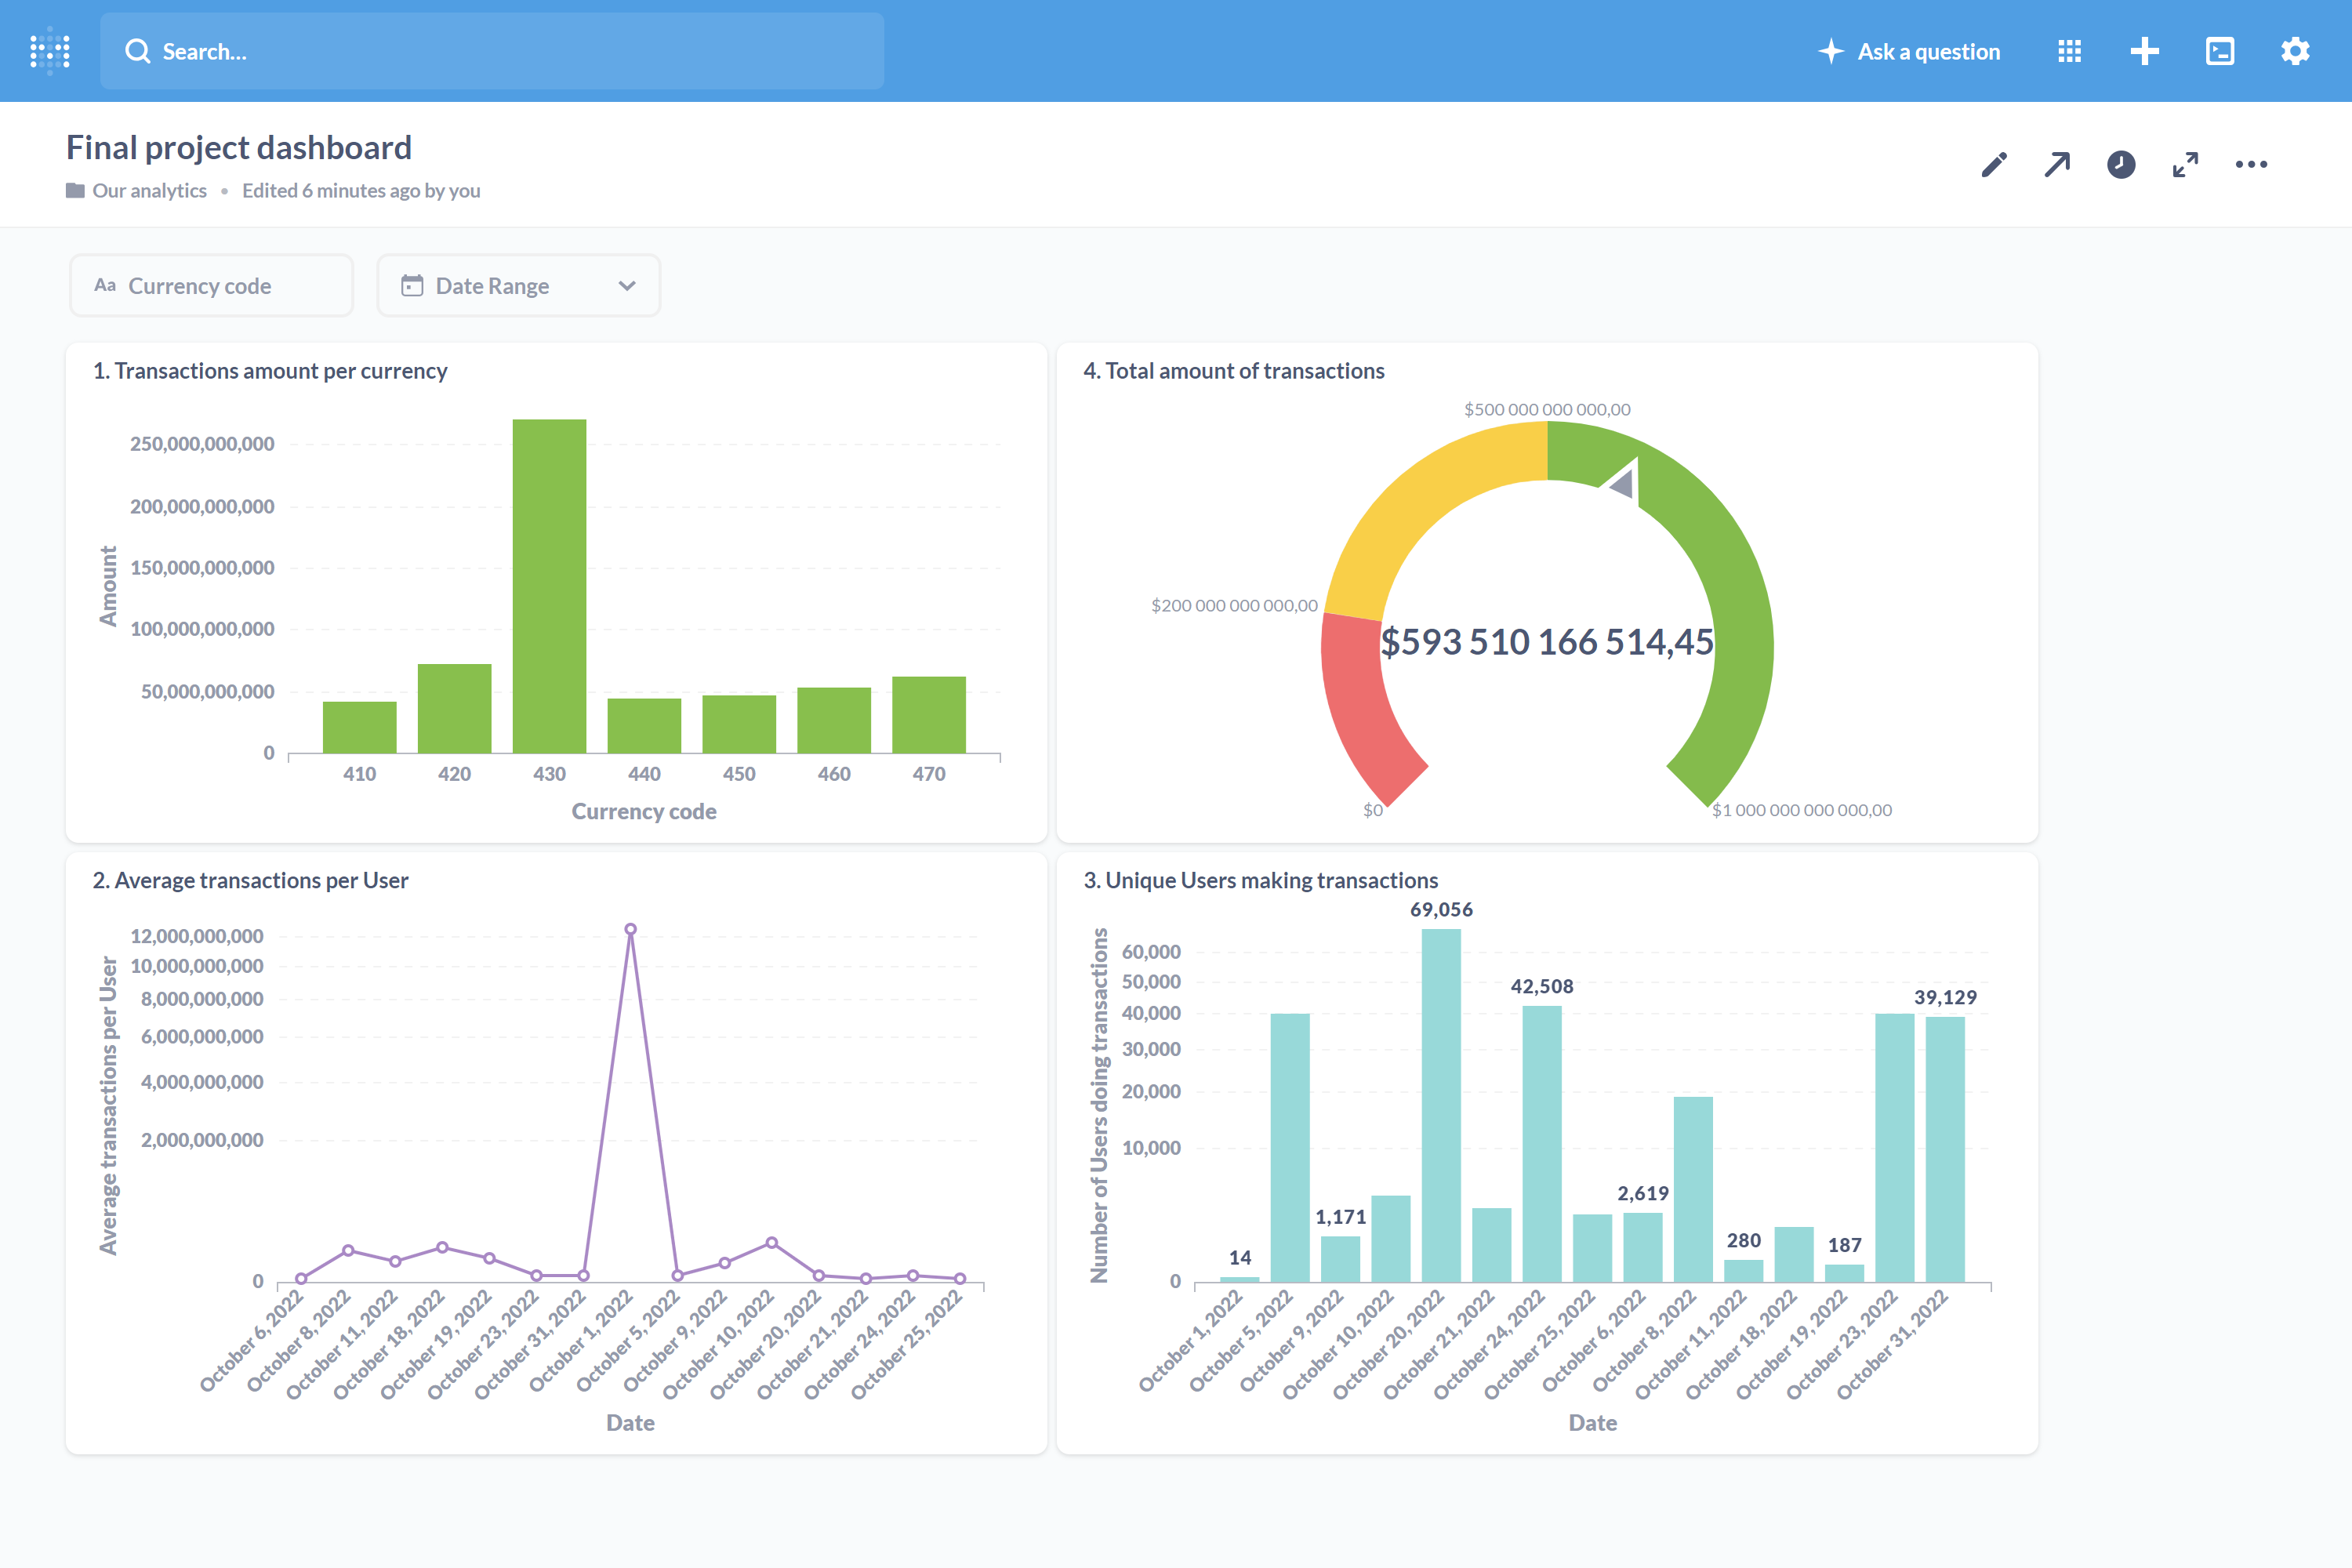 Search...
Ask a question
Final project dashboard
Our analytics • Edited 6 minutes ago by you
Aa Currency code
Date Range
1. Transactions amount per currency
Amount
250,000,000,000
200,000,000,000
150,000,000,000
100,000,000,000
50,000,000,000
0
410 420 430 440 450 460 470
Currency code
4. Total amount of transactions
$500 000 000 000,00
$200 000 000 000,00
$593 510 166 514,45
$0
$1 000 000 000 000,00
2. Average transactions per User
Average transactions per User
12,000,000,000
10,000,000,000
8,000,000,000
6,000,000,000
4,000,000,000
2,000,000,000
0
October 6, 2022
October 8, 2022
October 11, 2022
October 18, 2022
October 19, 2022
October 23, 2022
October 31, 2022
October 1, 2022
October 5, 2022
October 9, 2022
October 10, 2022
October 20, 2022
October 21, 2022
October 24, 2022
October 25, 2022
Date
3. Unique Users making transactions
Number of Users doing transactions
60,000
50,000
40,000
30,000
20,000
10,000
0
14
1,171
69,056
42,508
2,619
280
187
39,129
October 1, 2022
October 5, 2022
October 9, 2022
October 10, 2022
October 20, 2022
October 21, 2022
October 24, 2022
October 25, 2022
October 6, 2022
October 8, 2022
October 11, 2022
October 18, 2022
October 19, 2022
October 23, 2022
October 31, 2022
Date